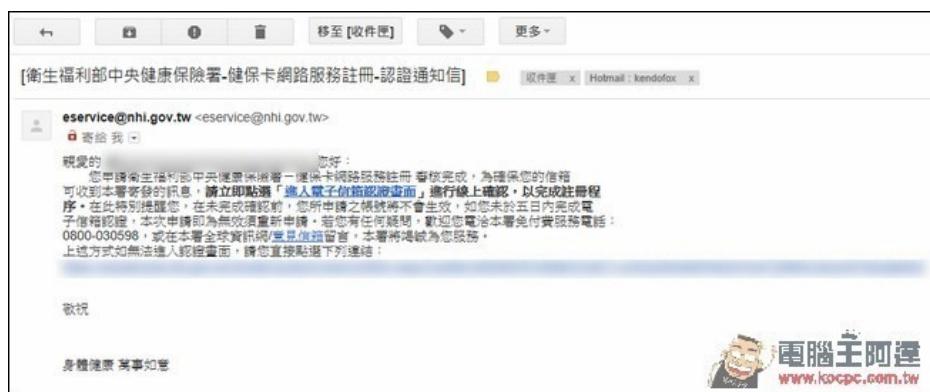 移至 [收件匣]
更多
[衛生福利部中央健康保險署-健保卡網路服務註冊-認證通知信]
收件匣 x
Hotmail : kendofox x
eservice@nhi.gov.tw <eservice@nhi.gov.tw>
寄給 我
親愛的 您好：
您申請衛生福利部中央健康保險署－健保卡網路服務註冊 審核完成，為確保您的信箱
可收到本署寄發的訊息，請立即點選「進入電子信箱認證畫面」進行線上確認，以完成註冊程
序。在此特別提醒您，在未完成確認前，您所申請之帳號將不會生效，如您未於五日內完成電
子信箱認證，本次申請即為無效須重新申請。若您有任何疑問，歡迎您電洽本署免付費服務電話：
0800-030598，或在本署全球資訊網/意見信箱留言，本署將竭誠為您服務。
上述方式如無法進入認證畫面，請您直接點選下列連結：
敬祝
身體健康 萬事如意
電腦王阿達
www.kocpc.com.tw